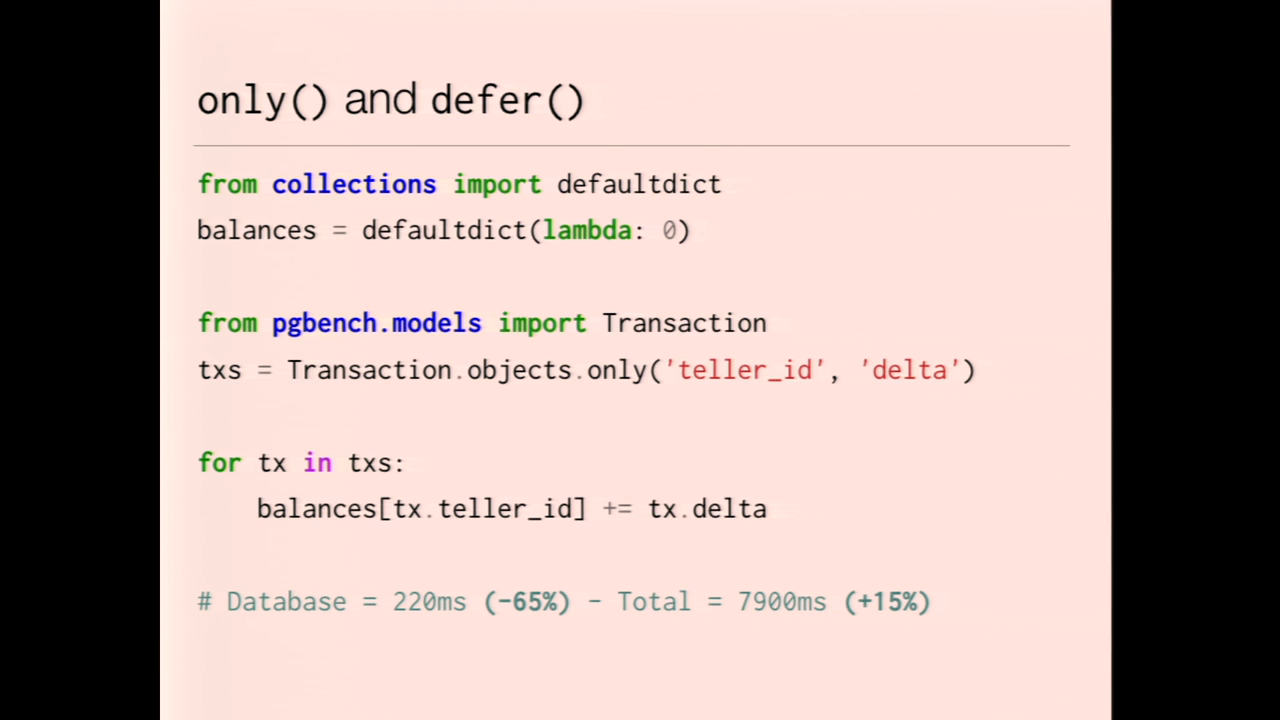 only() and defer()
from collections import defaultdict
balances = defaultdict(lambda: 0)
from pgbench.models import Transaction
txs = Transaction.objects.only('teller_id', 'delta')
for tx in txs:
    balances[tx.teller_id] += tx.delta
# Database = 220ms (-65%) - Total = 7900ms (+15%)